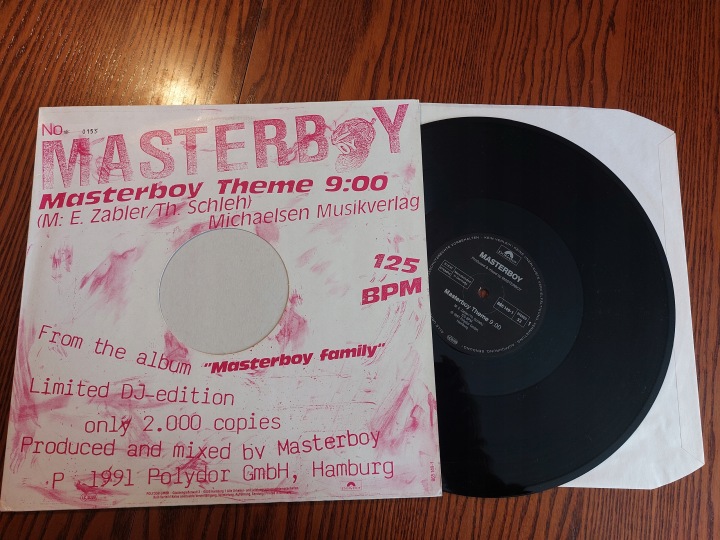 No. 0153
MASTERBOY
Masterboy Theme 9:00
(M: E. Zabler/Th. Schleh)
Michaelsen Musikverlag
125
BPM
From the album "Masterboy family"
Limited DJ-edition
only 2.000 copies
Produced and mixed by Masterboy
P 1991 Polydor GmbH, Hamburg
MASTERBOY
Masterboy Theme 9:00